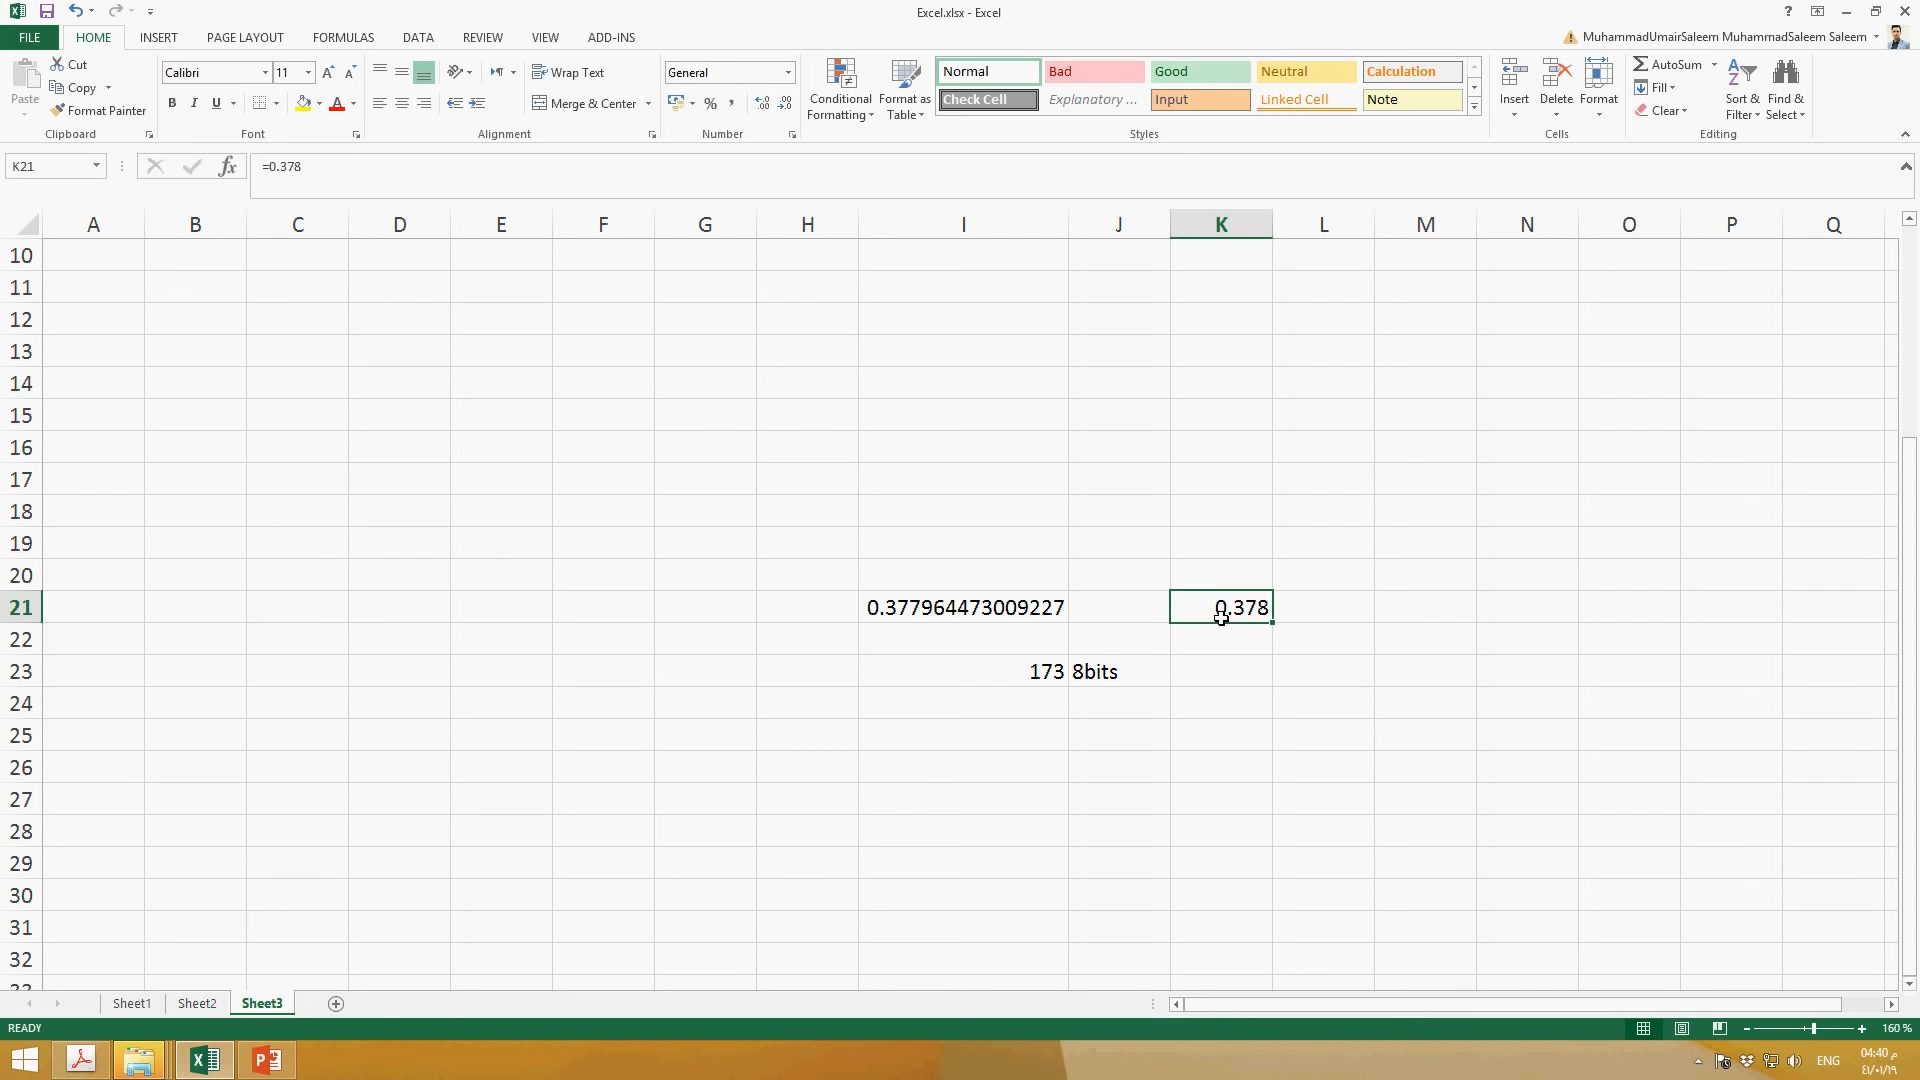 Excel.xlsx - Excel
?
FILE HOME INSERT PAGE LAYOUT FORMULAS DATA REVIEW VIEW ADD-INS
MuhammadUmairSaleem MuhammadSaleem Saleem
Paste
Cut
Copy
Format Painter
Clipboard
Calibri 11
B I U
Font
Wrap Text
Merge & Center
Alignment
General
%
Number
Conditional Formatting
Format as Table
Normal Bad Good Neutral Calculation
Check Cell Explanatory ... Input Linked Cell Note
Styles
Insert Delete Format
Cells
AutoSum
Fill
Clear
Sort & Filter
Find & Select
Editing
K21
fx
=0.378
A B C D E F G H I J K L M N O P Q
10
11
12
13
14
15
16
17
18
19
20
21 0.377964473009227 0.378
22
23 173 8bits
24
25
26
27
28
29
30
31
32
33
Sheet1 Sheet2 Sheet3
READY
160 %
ENG
04:40 م
٤١/٠١/١٩